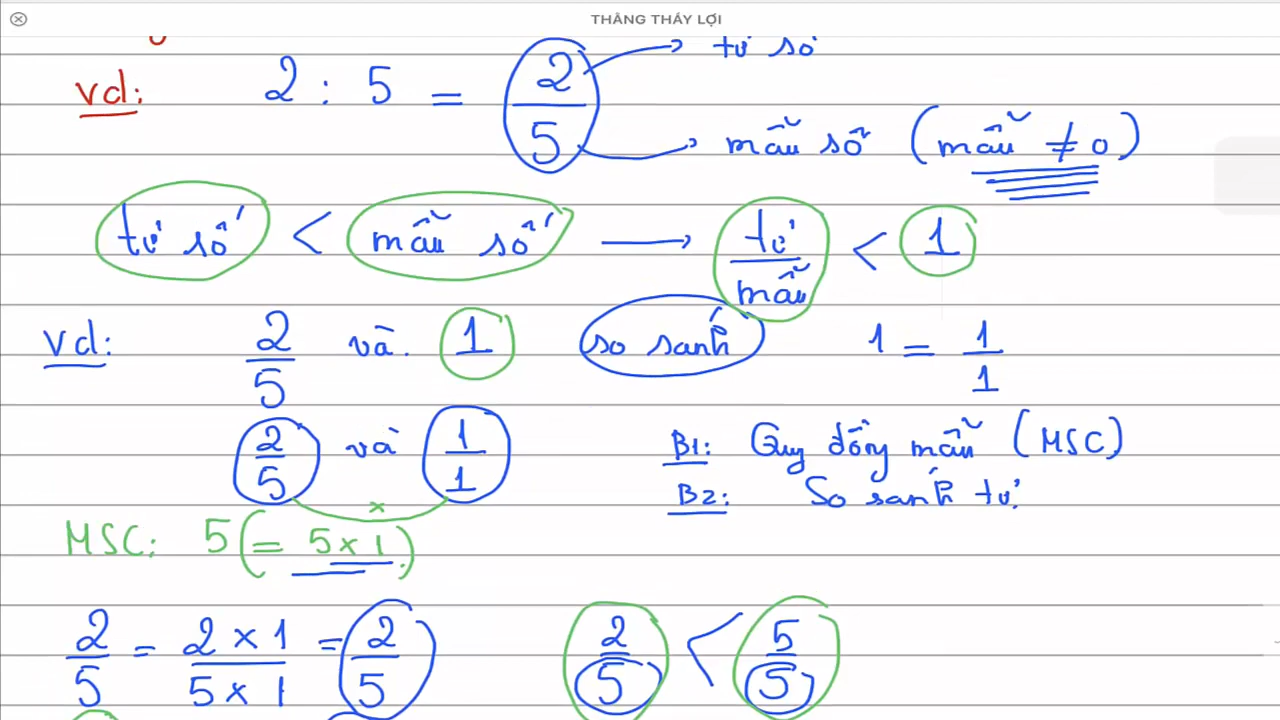 THẲNG THẦY LỢI
tử số
vd: 2 : 5 = 2/5
mẫu số (mẫu ≠ 0)
tử số < mẫu số → tử/mẫu < 1
vd: 2/5 và 1 so sánh 1 = 1/1
2/5 và 1/1 B1: Quy đồng mẫu (MSC)
B2: So sánh tử
×
MSC: 5 (= 5 × 1)
2/5 = 2 × 1/5 × 1 = 2/5 2/5 < 5/5